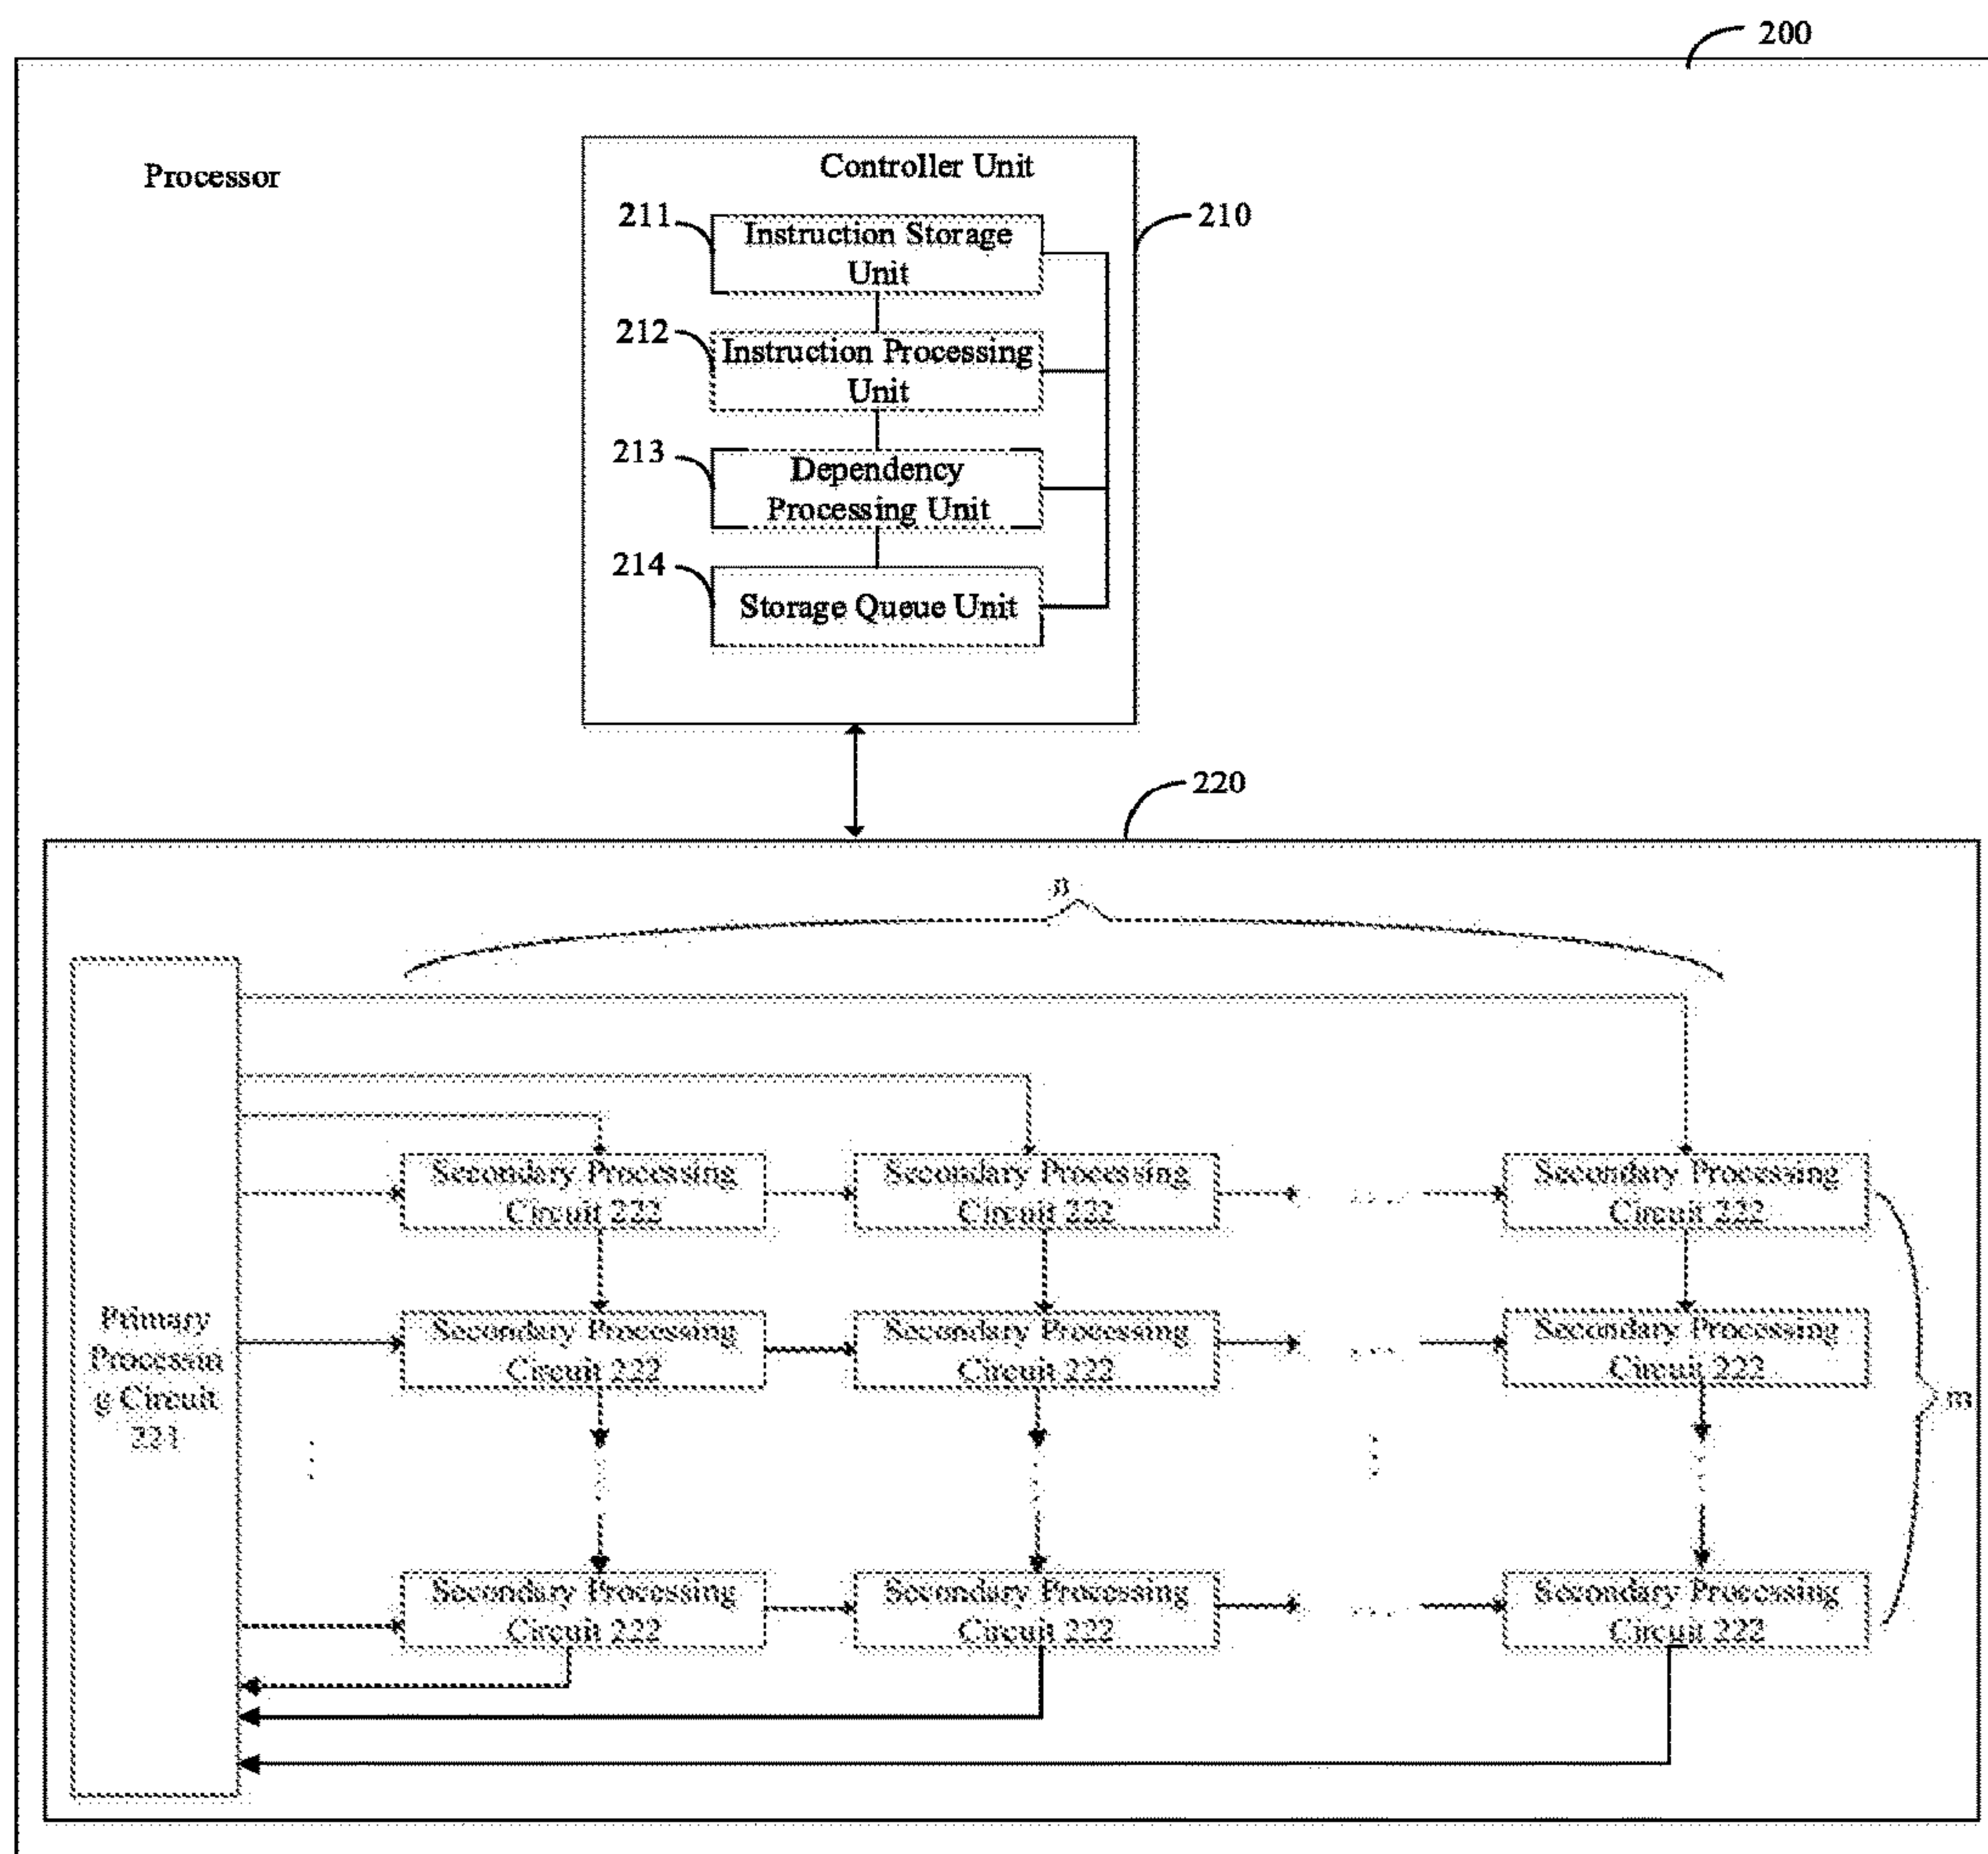 200
Processor
Controller Unit
210
211
Instruction Storage
Unit
212
Instruction Processing
Unit
213
Dependency
Processing Unit
214
Storage Queue Unit
220
n
Secondary Processing
Circuit 222
Secondary Processing
Circuit 222
....
Secondary Processing
Circuit 222
Primary
Processin
g Circuit
221
Secondary Processing
Circuit 222
Secondary Processing
Circuit 222
....
Secondary Processing
Circuit 222
m
Secondary Processing
Circuit 222
Secondary Processing
Circuit 222
....
Secondary Processing
Circuit 222